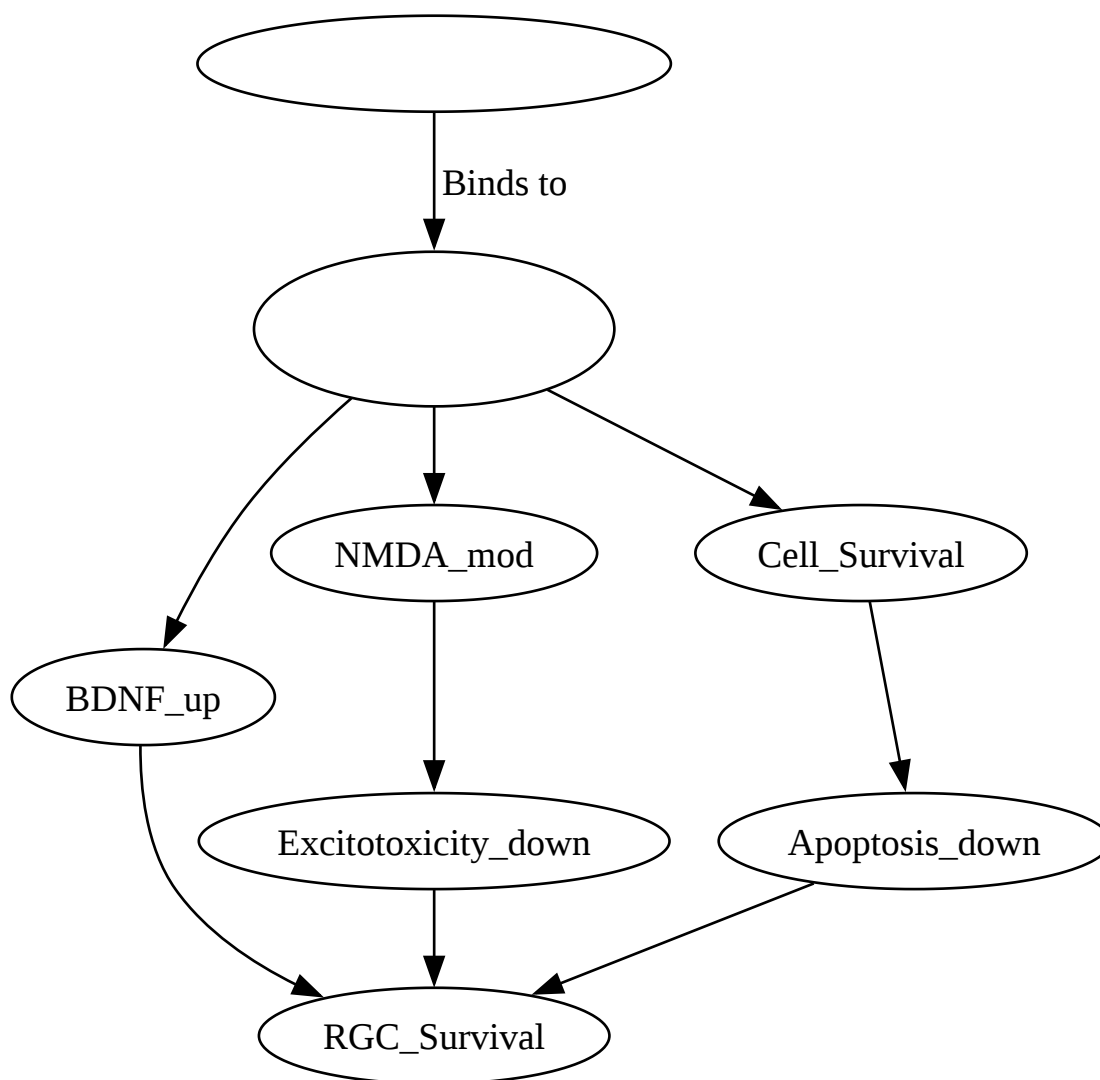 Binds to
NMDA_mod
Cell_Survival
BDNF_up
Excitotoxicity_down
Apoptosis_down
RGC_Survival